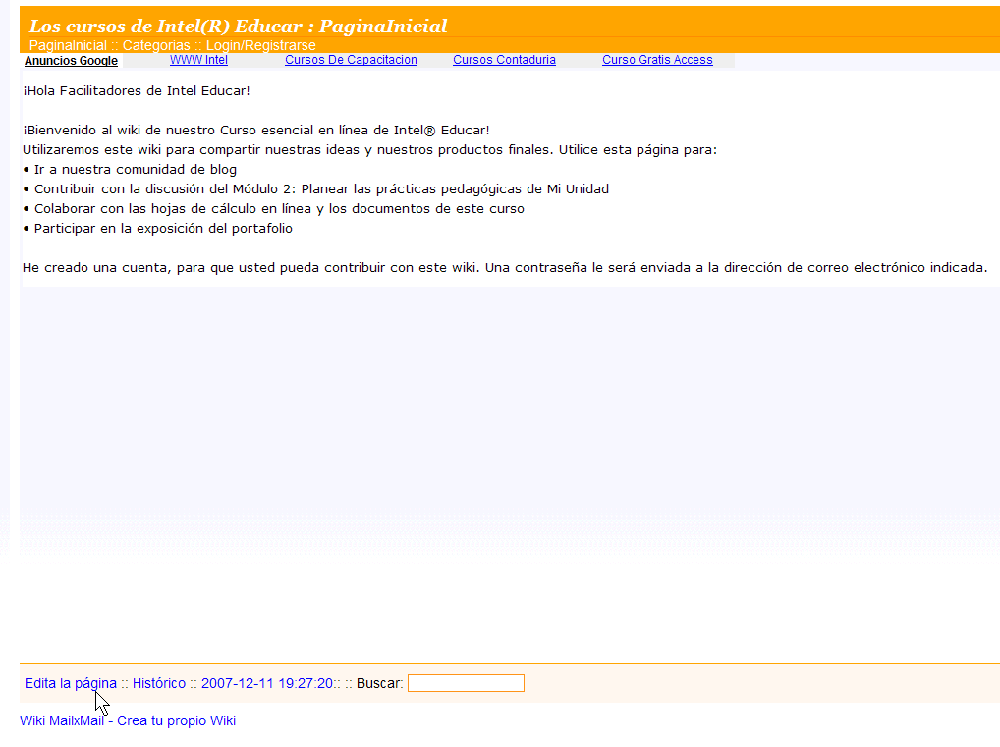 Los cursos de Intel(R) Educar : PaginaInicial
PaginaInicial :: Categorias :: Login/Registrarse
Anuncios Google WWW Intel Cursos De Capacitacion Cursos Contaduria Curso Gratis Access
¡Hola Facilitadores de Intel Educar!
¡Bienvenido al wiki de nuestro Curso esencial en línea de Intel® Educar!
Utilizaremos este wiki para compartir nuestras ideas y nuestros productos finales. Utilice esta página para:
• Ir a nuestra comunidad de blog
• Contribuir con la discusión del Módulo 2: Planear las prácticas pedagógicas de Mi Unidad
• Colaborar con las hojas de cálculo en línea y los documentos de este curso
• Participar en la exposición del portafolio
He creado una cuenta, para que usted pueda contribuir con este wiki. Una contraseña le será enviada a la dirección de correo electrónico indicada.
Edita la página :: Histórico :: 2007-12-11 19:27:20:: :: Buscar:
Wiki MailxMail - Crea tu propio Wiki